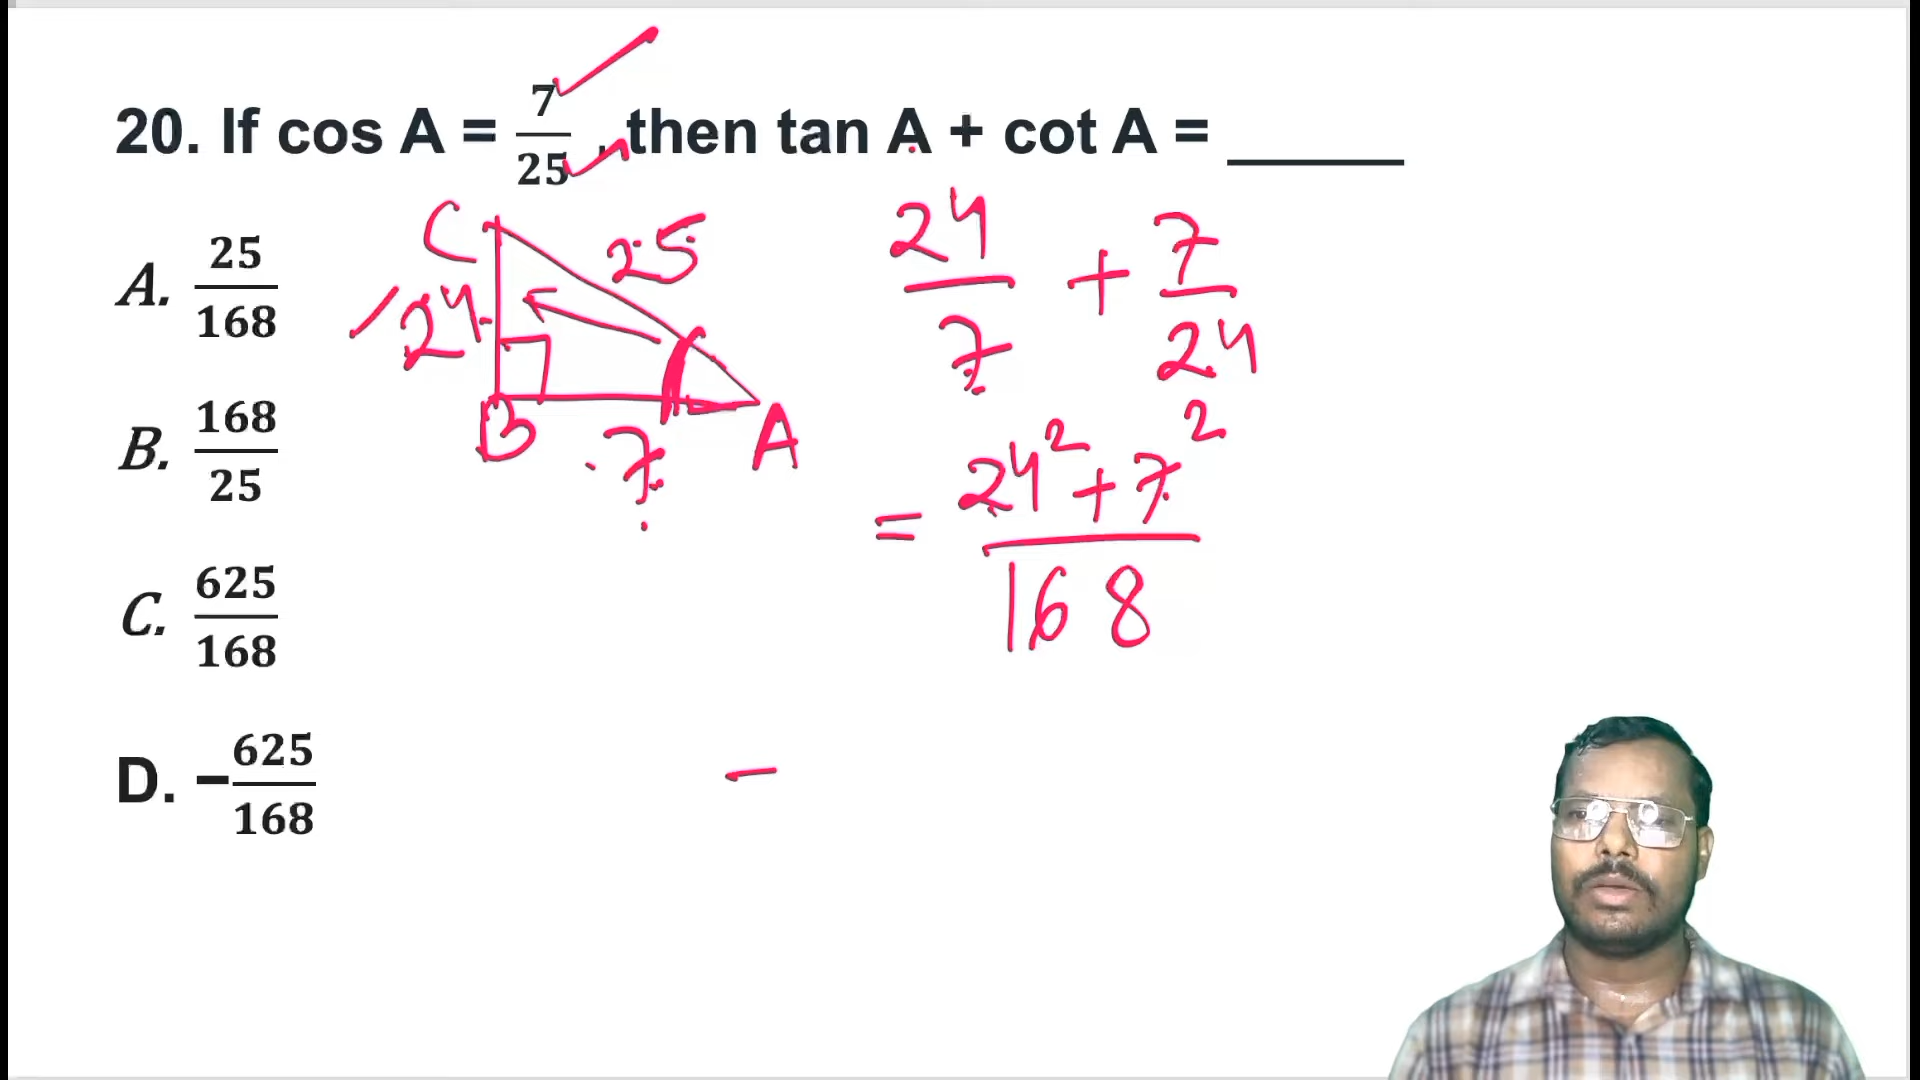 20. If cos A = 7/25 , then tan A + cot A = ______
A. 25/168
B. 168/25
C. 625/168
D. −625/168
C
25
24
B
7
A
24/7 + 7/24
= 24² + 7² / 168